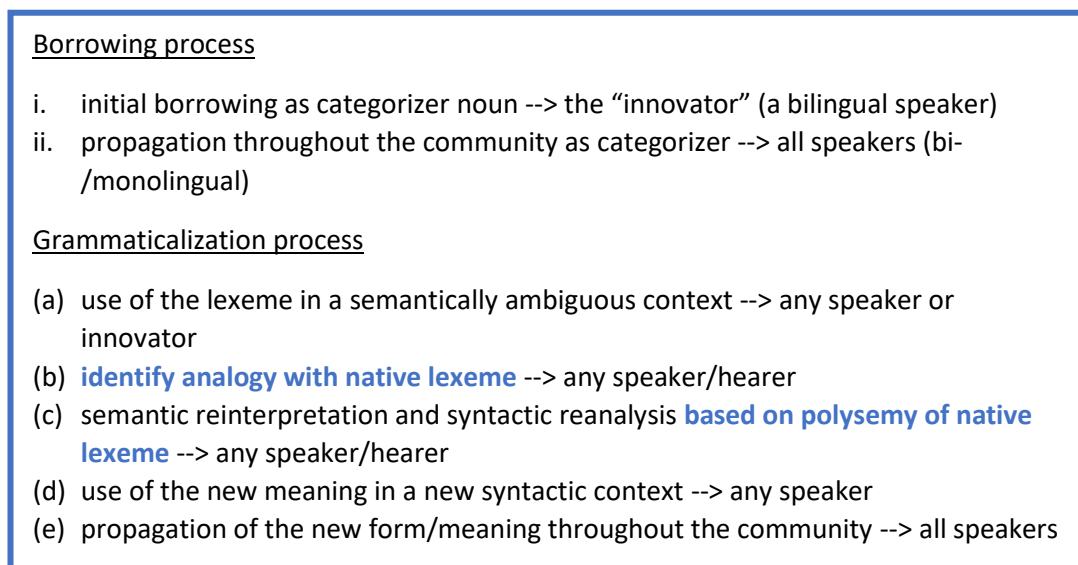 Borrowing process
i. initial borrowing as categorizer noun --> the “innovator” (a bilingual speaker)
ii. propagation throughout the community as categorizer --> all speakers (bi-
/monolingual)
Grammaticalization process
(a) use of the lexeme in a semantically ambiguous context --> any speaker or
innovator
(b) identify analogy with native lexeme --> any speaker/hearer
(c) semantic reinterpretation and syntactic reanalysis based on polysemy of native
lexeme --> any speaker/hearer
(d) use of the new meaning in a new syntactic context --> any speaker
(e) propagation of the new form/meaning throughout the community --> all speakers